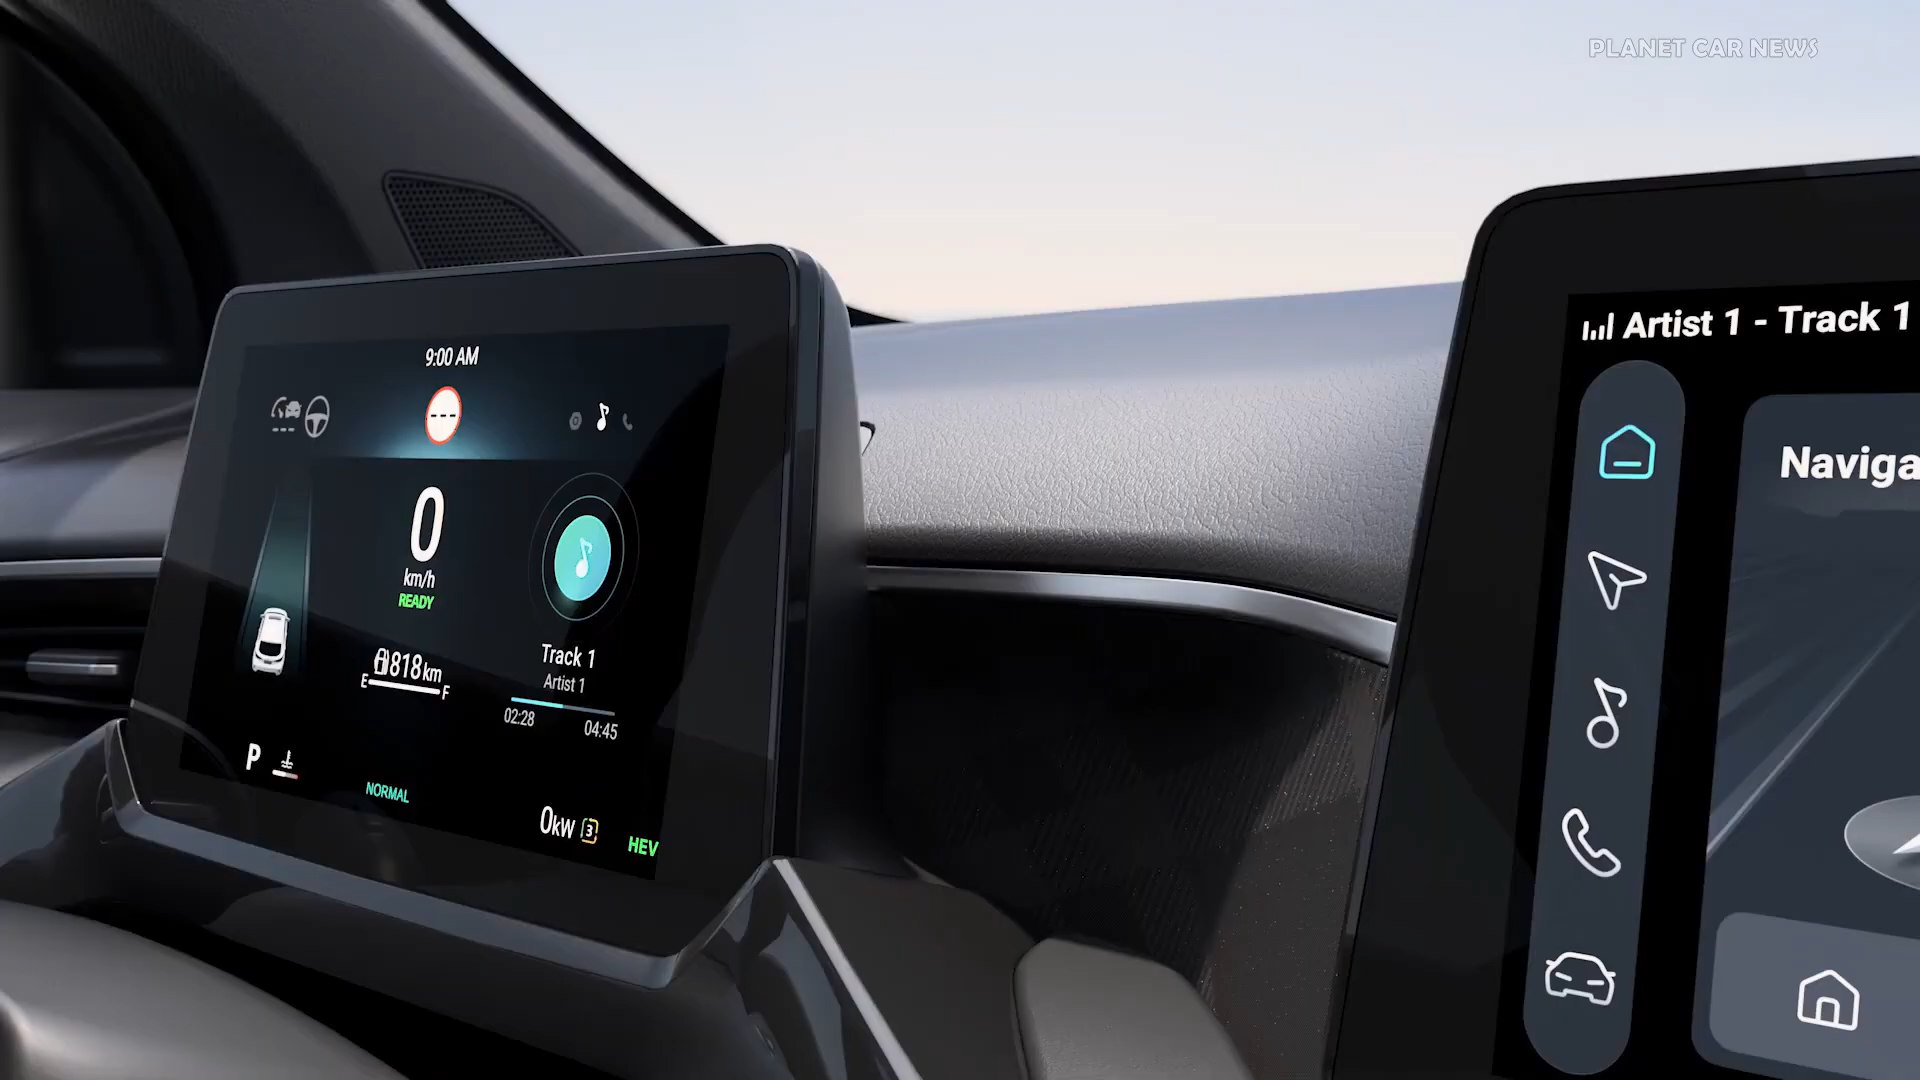 PLANET CAR NEWS
9:00 AM
0
km/h
READY
818km
E F
Track 1
Artist 1
02:28 04:45
P
NORMAL
0kW 3
HEV
Artist 1 - Track 1
Naviga